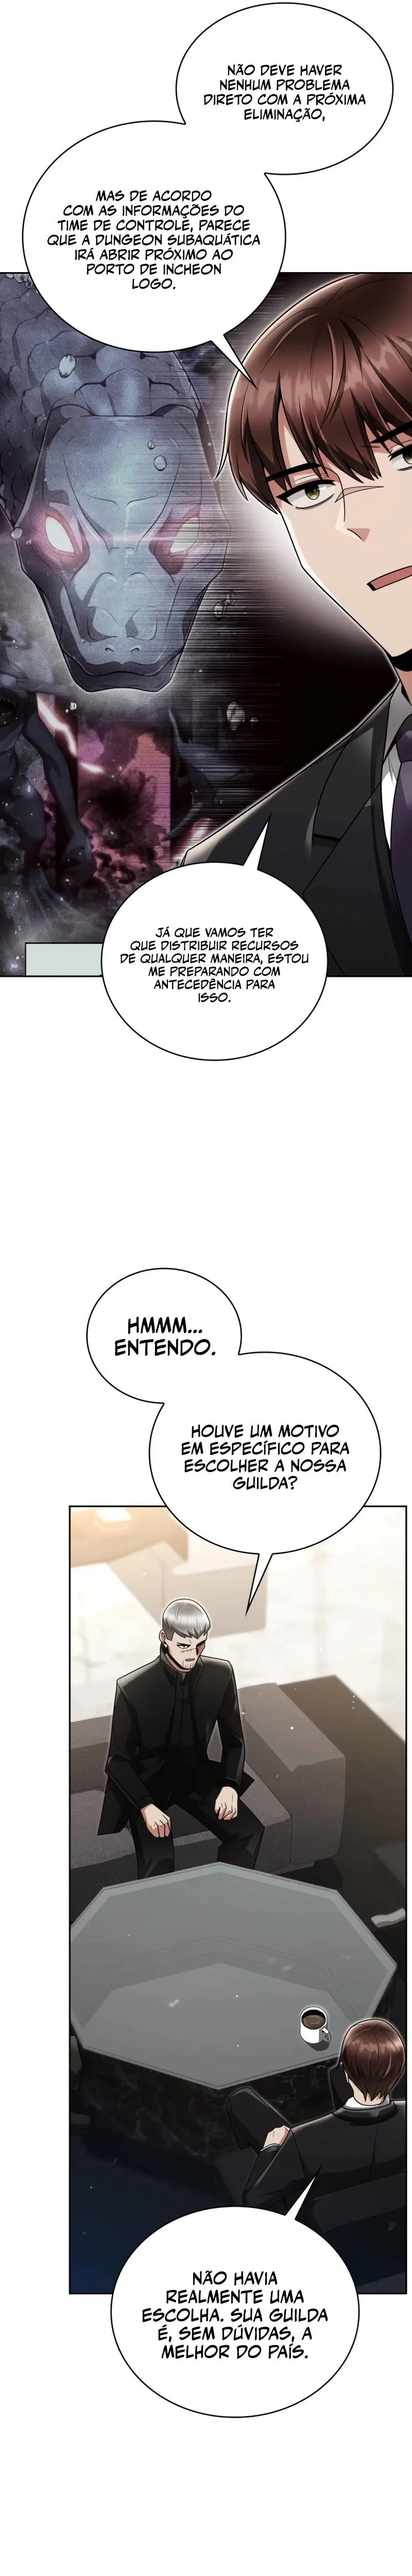 NÃO DEVE HAVER
NENHUM PROBLEMA
DIRETO COM A PRÓXIMA
ELIMINAÇÃO,
MAS DE ACORDO
COM AS INFORMAÇÕES DO
TIME DE CONTROLE, PARECE
QUE A DUNGEON SUBAQUÁTICA
IRÁ ABRIR PRÓXIMO AO
PORTO DE INCHEON
LOGO.
JÁ QUE VAMOS TER
QUE DISTRIBUIR RECURSOS
DE QUALQUER MANEIRA, ESTOU
ME PREPARANDO COM
ANTECEDÊNCIA PARA
ISSO.
HMMM...
ENTENDO.
HOUVE UM MOTIVO
EM ESPECÍFICO PARA
ESCOLHER A NOSSA
GUILDA?
NÃO HAVIA
REALMENTE UMA
ESCOLHA. SUA GUILDA
É, SEM DÚVIDAS, A
MELHOR DO PAÍS.